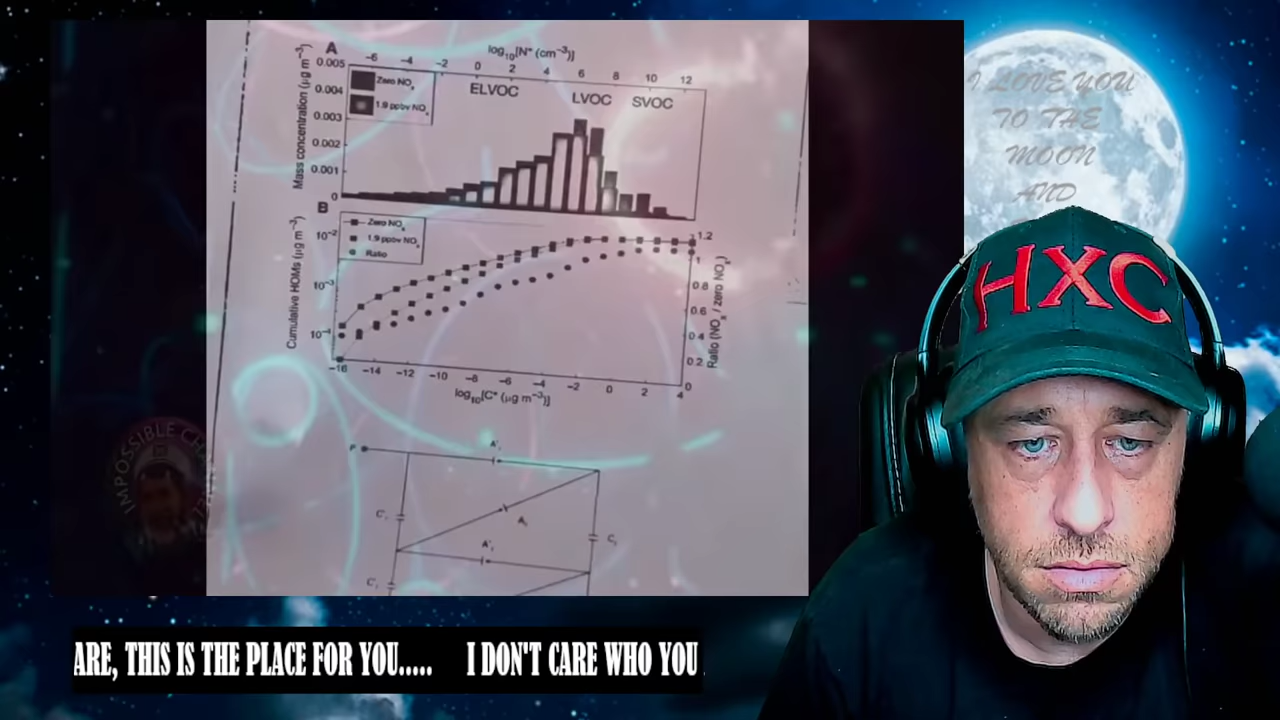 A
log₁₀[N* (cm⁻³)]
-6 -4 -2 0 2 4 6 8 10 12
Mass concentration (μg m⁻³)
0.005
0.004
0.003
0.002
0.001
0
Zero NOₓ
1.9 ppbv NOₓ
ELVOC LVOC SVOC
B
Cumulative HOMs (μg m⁻³)
10⁻²
10⁻³
10⁻⁴
Zero NOₓ
1.9 ppbv NOₓ
Ratio
1.2
1
0.8
0.6
0.4
0.2
0
Ratio (NOₓ / zero NOₓ)
-16 -14 -12 -10 -8 -6 -4 -2 0 2 4
log₁₀[C* (μg m⁻³)]
I LOVE YOU
TO THE
MOON
AND
HXC
IMPOSSIBLE
ARE, THIS IS THE PLACE FOR YOU..... I DON'T CARE WHO YOU